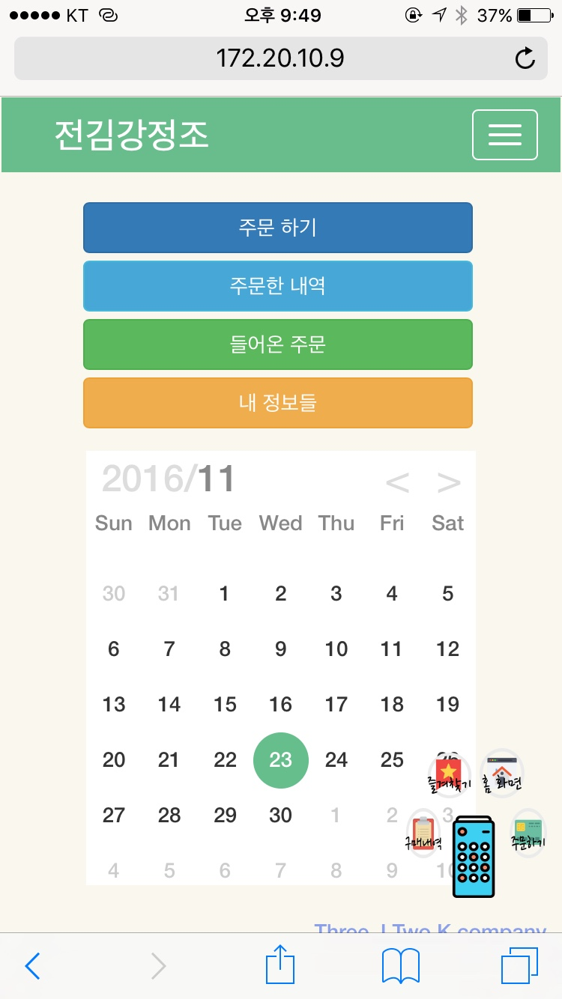 KT 오후 9:49 37%
172.20.10.9
전김강정조
주문 하기
주문한 내역
들어온 주문
내 정보들
2016/11 < >
Sun Mon Tue Wed Thu Fri Sat
30 31 1 2 3 4 5
6 7 8 9 10 11 12
13 14 15 16 17 18 19
20 21 22 23 24 25 26
즐겨찾기 홈 화면
27 28 29 30 1 2 3
구매내역 주문하기
4 5 6 7 8 9 10
Three J Two K company